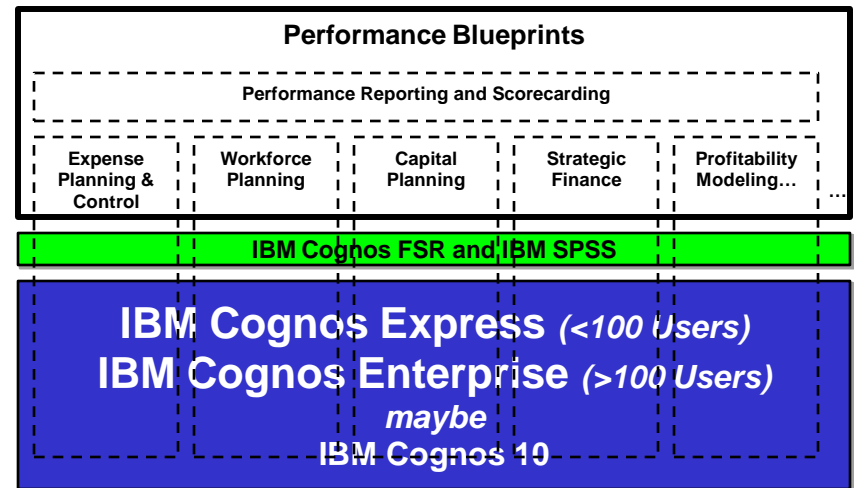 Performance Blueprints
Performance Reporting and Scorecarding
Expense
Planning &
Control
Workforce
Planning
Capital
Planning
Strategic
Finance
Profitability
Modeling…
…
IBM Cognos FSR and IBM SPSS
IBM Cognos Express (<100 Users)
IBM Cognos Enterprise (>100 Users)
maybe
IBM Cognos 10